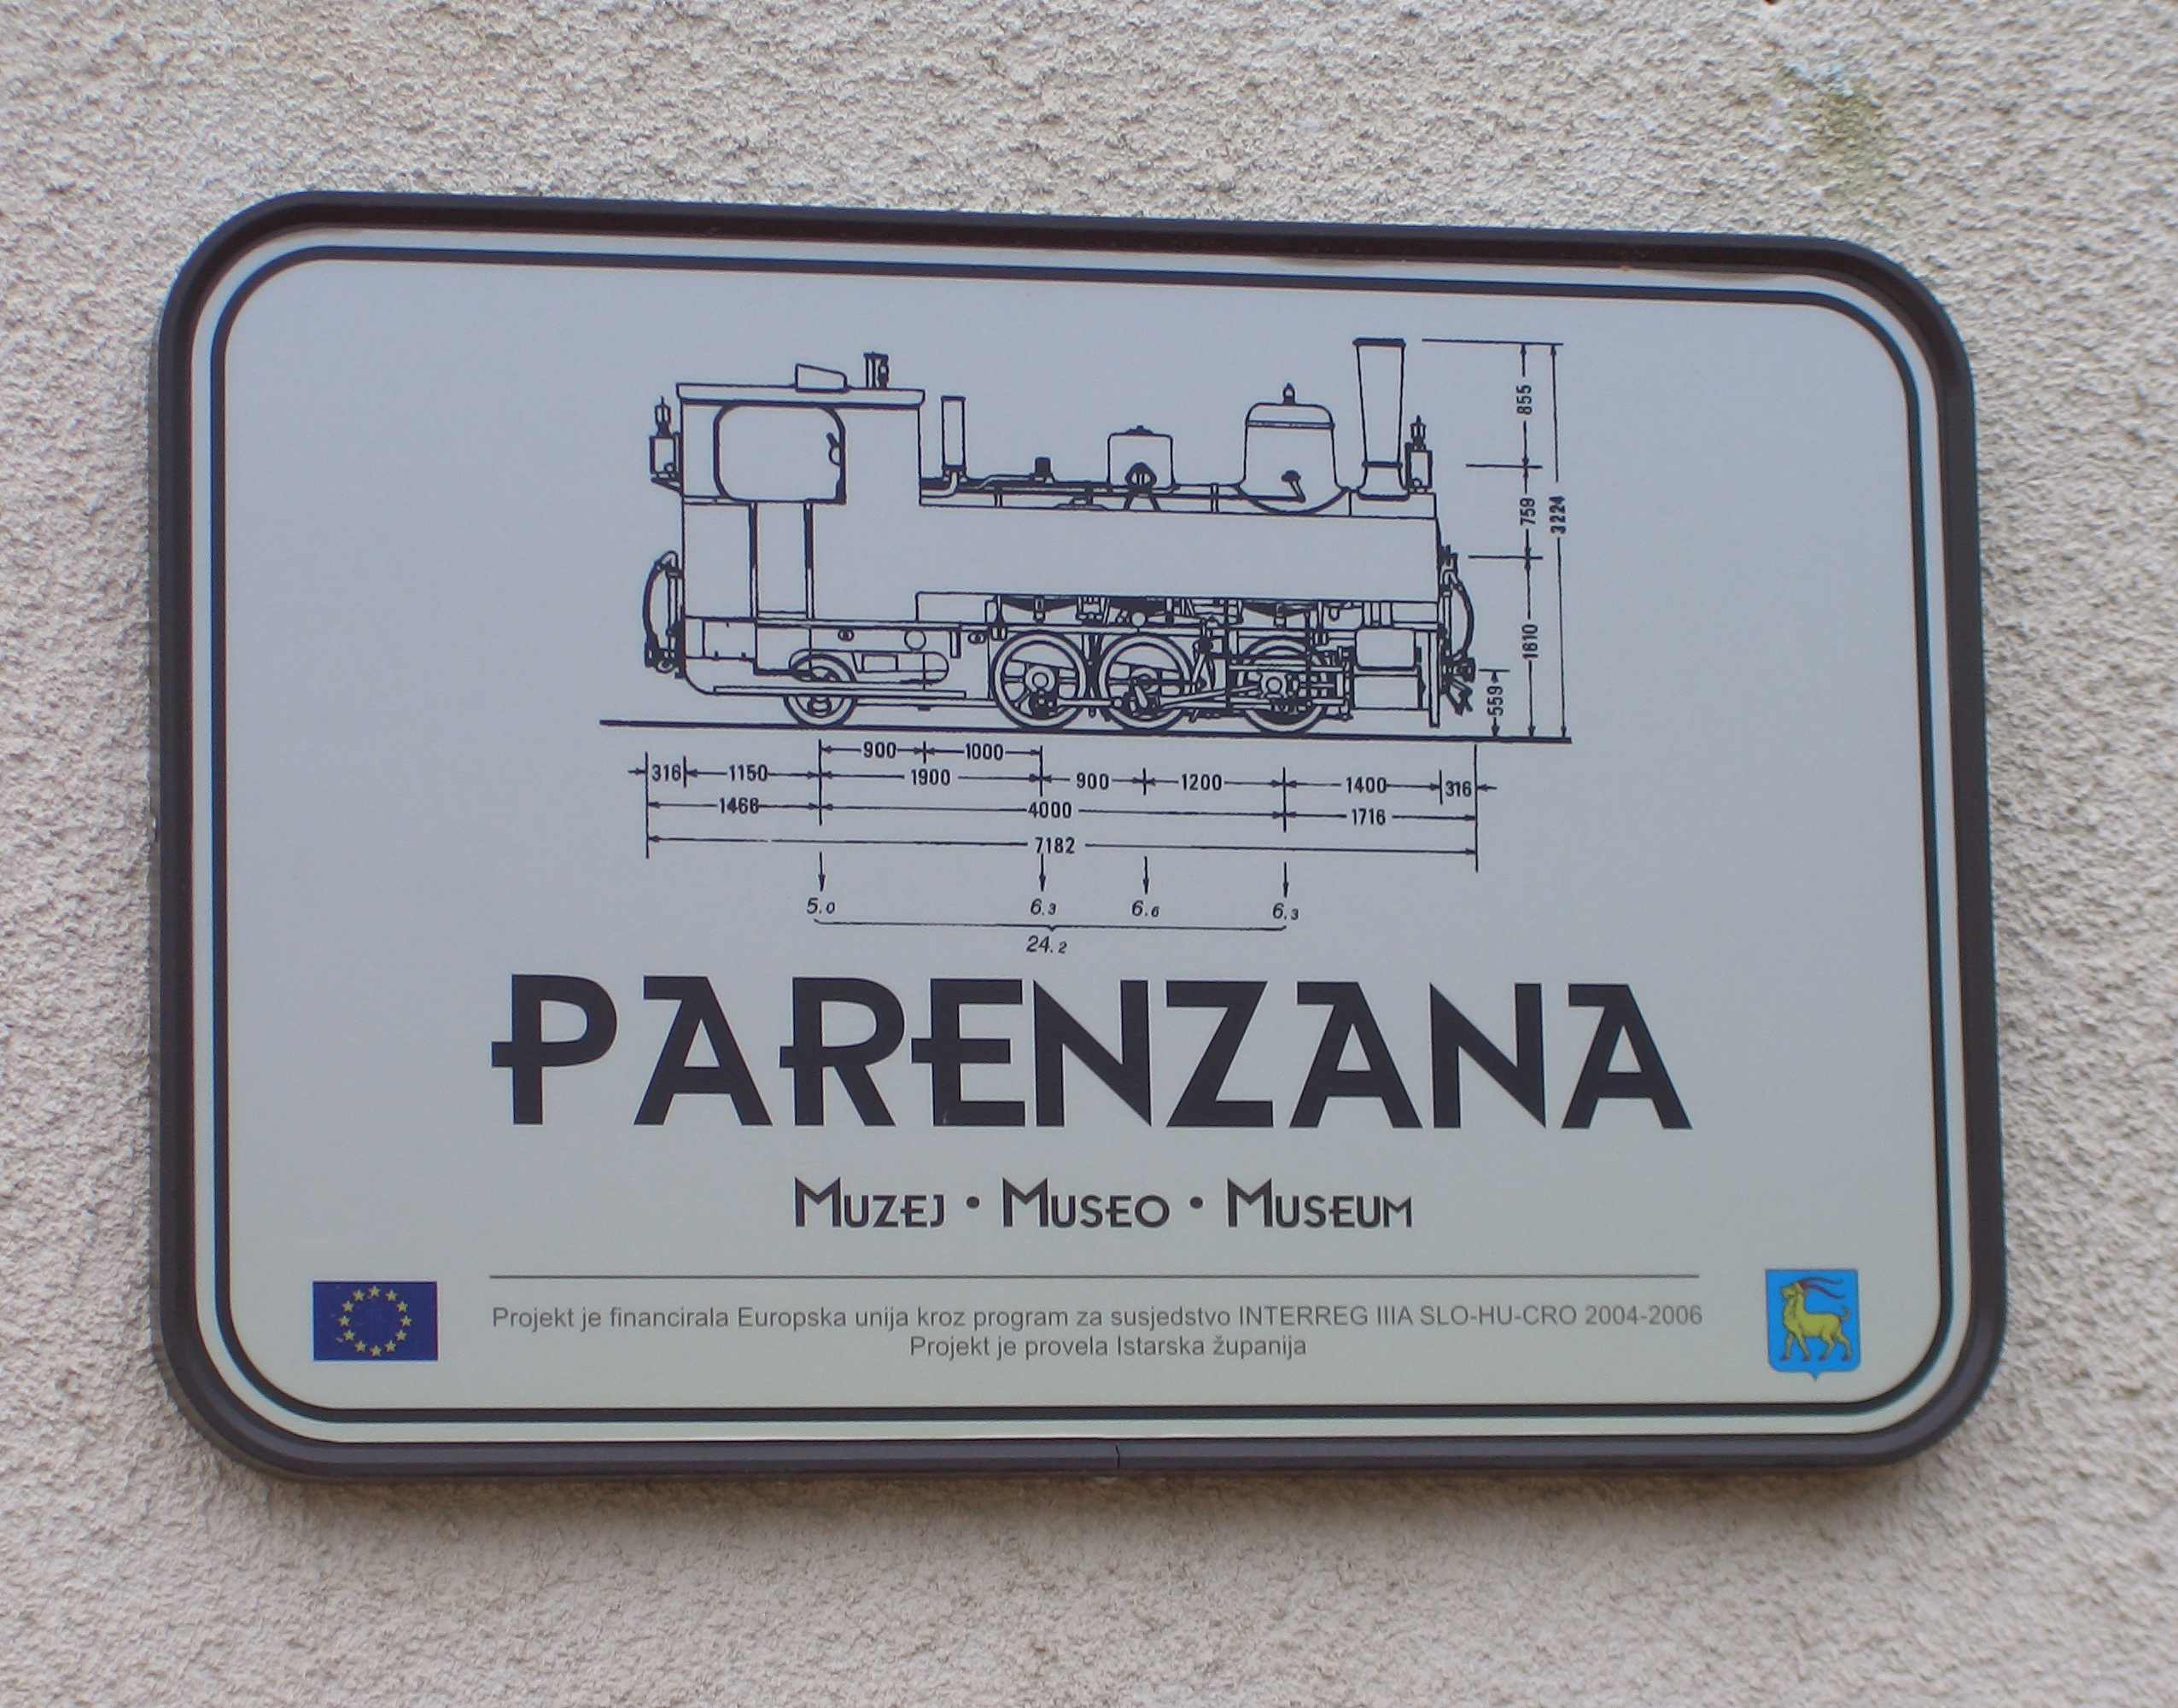 855
759
3224
1610
559
900 1000
316 1150 1900 900 1200 1400 316
1466 4000 1716
7182
5.0 6.3 6.6 6.3
24.2
PARENZANA
MUZEJ • MUSEO • MUSEUM
Projekt je financirala Europska unija kroz program za susjedstvo INTERREG IIIA SLO-HU-CRO 2004-2006
Projekt je provela Istarska županija